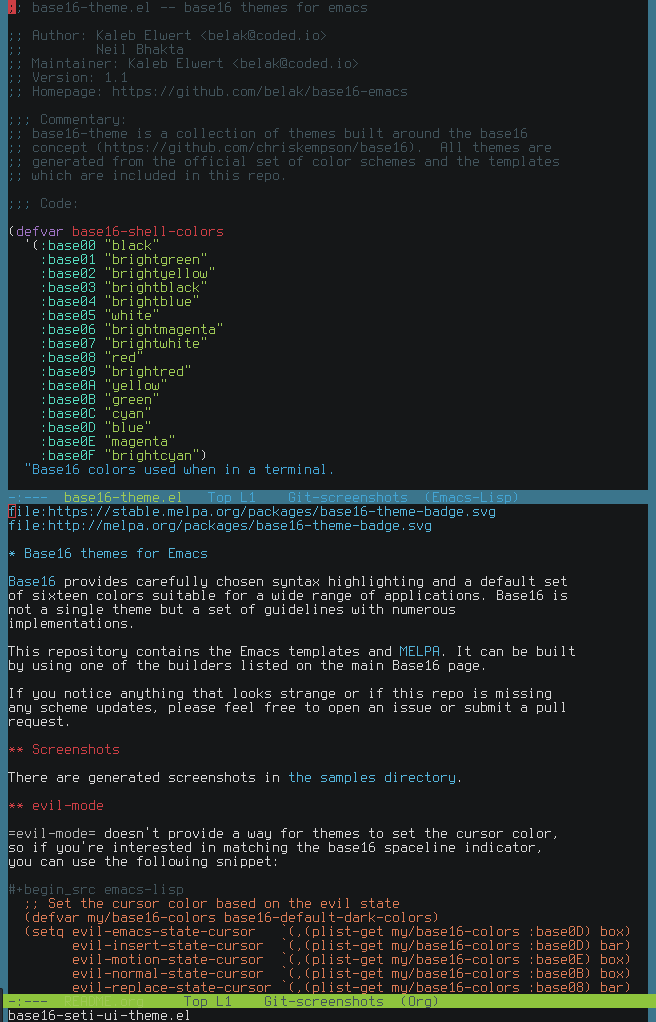 ;; base16-theme.el -- base16 themes for emacs
;; Author: Kaleb Elwert <belak@coded.io>
;;         Neil Bhakta
;; Maintainer: Kaleb Elwert <belak@coded.io>
;; Version: 1.1
;; Homepage: https://github.com/belak/base16-emacs
;;; Commentary:
;; base16-theme is a collection of themes built around the base16
;; concept (https://github.com/chriskempson/base16).  All themes are
;; generated from the official set of color schemes and the templates
;; which are included in this repo.
;;; Code:
(defvar base16-shell-colors
  '(:base00 "black"
    :base01 "brightgreen"
    :base02 "brightyellow"
    :base03 "brightblack"
    :base04 "brightblue"
    :base05 "white"
    :base06 "brightmagenta"
    :base07 "brightwhite"
    :base08 "red"
    :base09 "brightred"
    :base0A "yellow"
    :base0B "green"
    :base0C "cyan"
    :base0D "blue"
    :base0E "magenta"
    :base0F "brightcyan")
  "Base16 colors used when in a terminal.
-:---  base16-theme.el   Top L1    Git-screenshots  (Emacs-Lisp)
file:https://stable.melpa.org/packages/base16-theme-badge.svg
file:http://melpa.org/packages/base16-theme-badge.svg
* Base16 themes for Emacs
Base16 provides carefully chosen syntax highlighting and a default set
of sixteen colors suitable for a wide range of applications. Base16 is
not a single theme but a set of guidelines with numerous
implementations.
This repository contains the Emacs templates and MELPA. It can be built
by using one of the builders listed on the main Base16 page.
If you notice anything that looks strange or if this repo is missing
any scheme updates, please feel free to open an issue or submit a pull
request.
** Screenshots
There are generated screenshots in the samples directory.
** evil-mode
=evil-mode= doesn't provide a way for themes to set the cursor color,
so if you're interested in matching the base16 spaceline indicator,
you can use the following snippet:
#+begin_src emacs-lisp
  ;; Set the cursor color based on the evil state
  (defvar my/base16-colors base16-default-dark-colors)
  (setq evil-emacs-state-cursor   `(,(plist-get my/base16-colors :base0D) box)
        evil-insert-state-cursor  `(,(plist-get my/base16-colors :base0D) bar)
        evil-motion-state-cursor  `(,(plist-get my/base16-colors :base0E) box)
        evil-normal-state-cursor  `(,(plist-get my/base16-colors :base0B) box)
        evil-replace-state-cursor `(,(plist-get my/base16-colors :base08) bar)
-:---  README.org     Top L1    Git-screenshots  (Org)
base16-seti-ui-theme.el